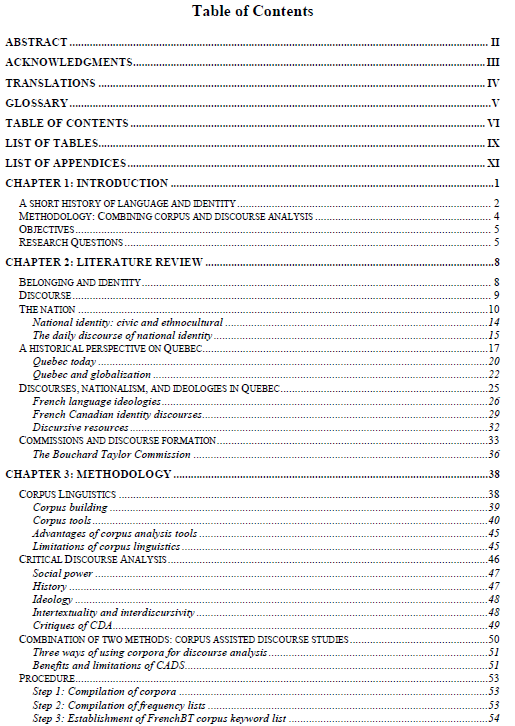 Table of Contents
ABSTRACT ........ II
ACKNOWLEDGMENTS ........ III
TRANSLATIONS ........ IV
GLOSSARY ........ V
TABLE OF CONTENTS ........ VI
LIST OF TABLES ........ IX
LIST OF APPENDICES ........ XI
CHAPTER 1: INTRODUCTION ........ 1
A SHORT HISTORY OF LANGUAGE AND IDENTITY ........ 2
METHODOLOGY: COMBINING CORPUS AND DISCOURSE ANALYSIS ........ 4
OBJECTIVES ........ 5
RESEARCH QUESTIONS ........ 5
CHAPTER 2: LITERATURE REVIEW ........ 8
BELONGING AND IDENTITY ........ 8
DISCOURSE ........ 9
THE NATION ........ 10
National identity: civic and ethnocultural ........ 14
The daily discourse of national identity ........ 15
A HISTORICAL PERSPECTIVE ON QUEBEC ........ 17
Quebec today ........ 20
Quebec and globalisation ........ 22
DISCOURSES, NATIONALISM, AND IDEOLOGIES IN QUEBEC ........ 25
French language ideologies ........ 26
French Canadian identity discourses ........ 29
Discursive resources ........ 32
COMMISSIONS AND DISCOURSE FORMATION ........ 33
The Bouchard Taylor Commission ........ 36
CHAPTER 3: METHODOLOGY ........ 38
CORPUS LINGUISTICS ........ 38
Corpus building ........ 39
Corpus tools ........ 40
Advantages of corpus analysis tools ........ 45
Limitations of corpus linguistics ........ 45
CRITICAL DISCOURSE ANALYSIS ........ 46
Social power ........ 47
History ........ 47
Ideology ........ 48
Intertextuality and interdiscursivity ........ 48
Critiques of CDA ........ 49
COMBINATION OF TWO METHODS: CORPUS ASSISTED DISCOURSE STUDIES ........ 50
Three ways of using corpora for discourse analysis ........ 51
Benefits and limitations of CADS ........ 51
PROCEDURE ........ 53
Step 1: Compilation of corpora ........ 53
Step 2: Compilation of frequency lists ........ 53
Step 3: Establishment of FrenchBT corpus keyword list ........ 54